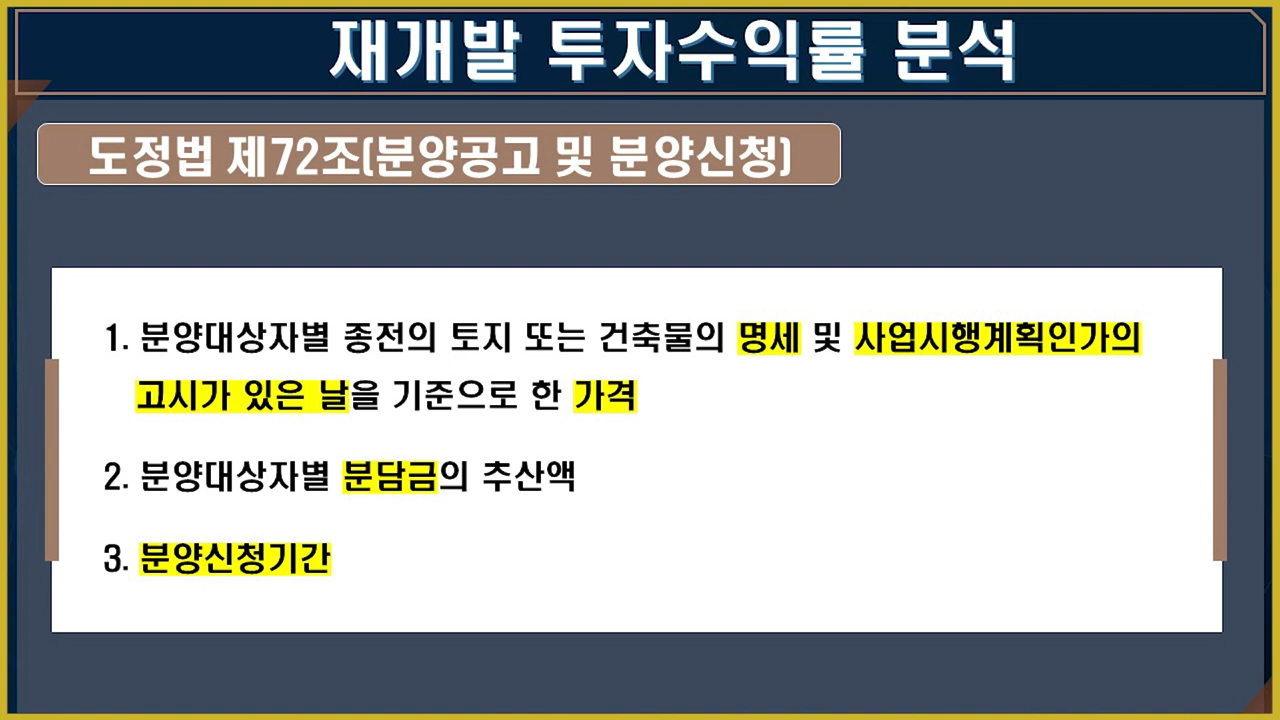 재개발 투자수익률 분석
도정법 제72조(분양공고 및 분양신청)
1. 분양대상자별 종전의 토지 또는 건축물의 명세 및 사업시행계획인가의
고시가 있은 날을 기준으로 한 가격
2. 분양대상자별 분담금의 추산액
3. 분양신청기간